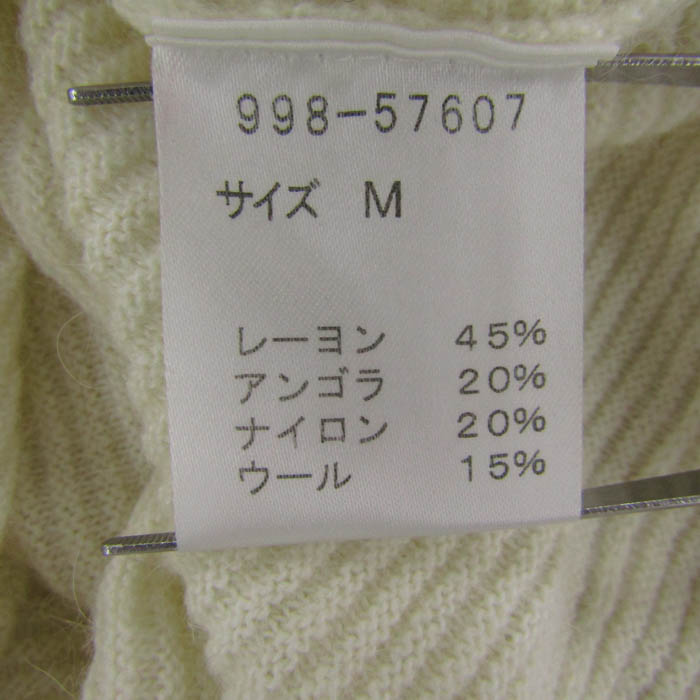 998-57607
サイズ M
レーヨン 45%
アンゴラ 20%
ナイロン 20%
ウール 15%